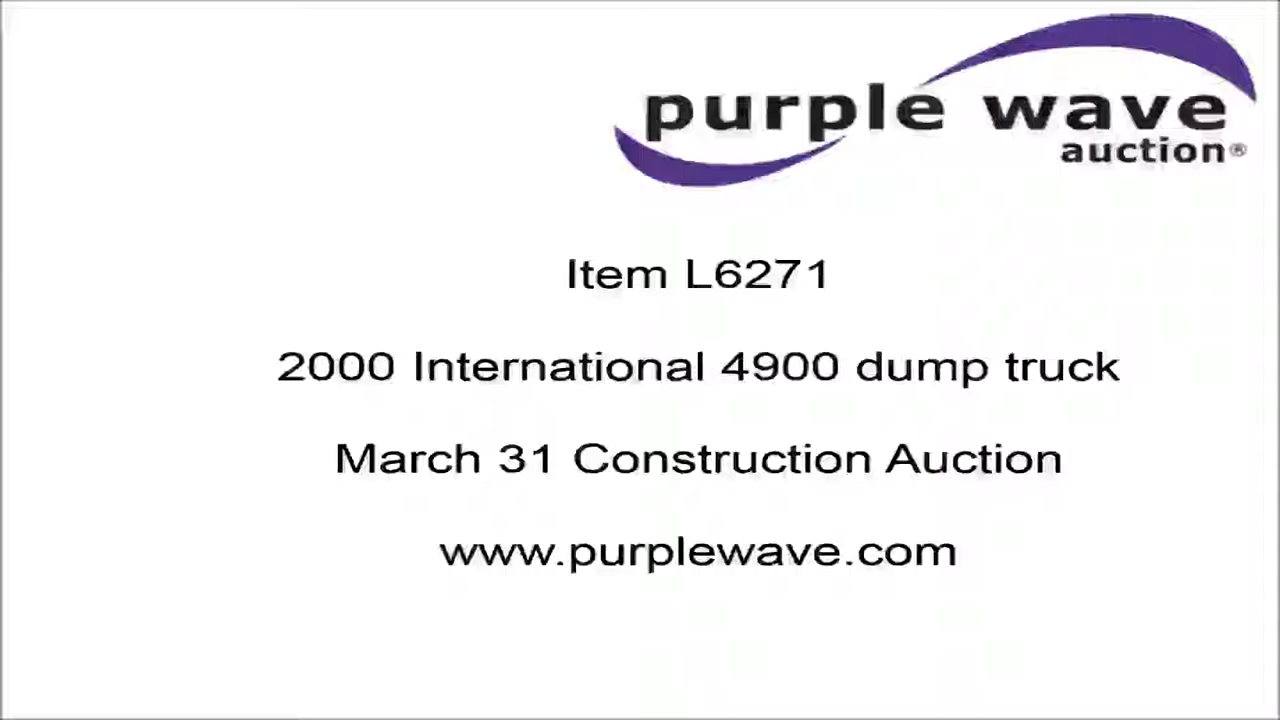 purple wave
auction®
Item L6271
2000 International 4900 dump truck
March 31 Construction Auction
www.purplewave.com